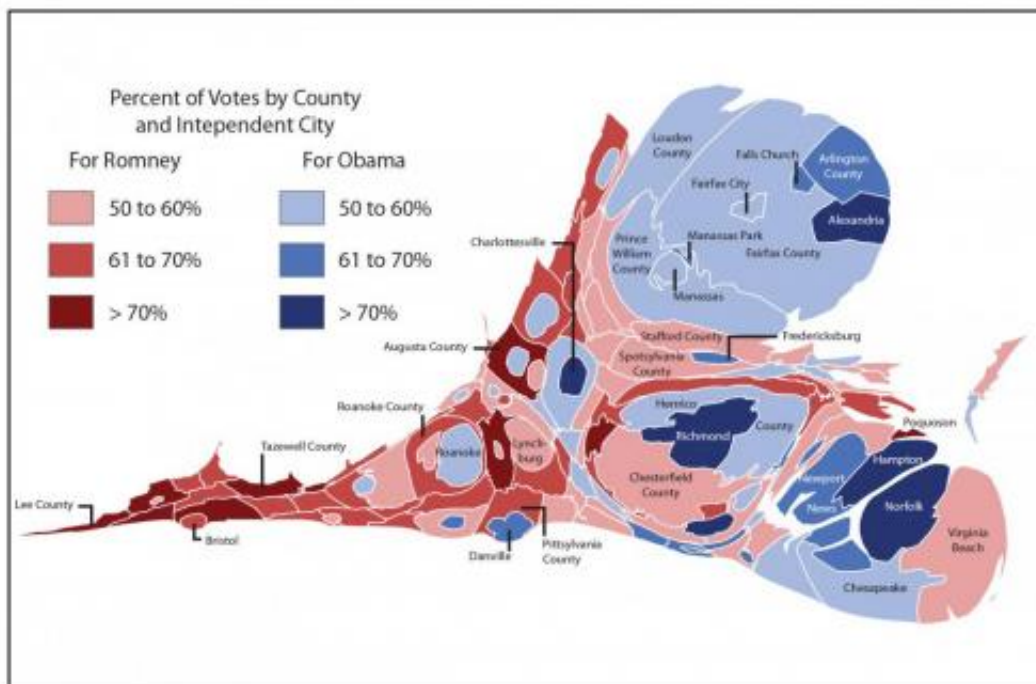 Percent of Votes by County
and Intependent City
For Romney
For Obama
50 to 60%
50 to 60%
61 to 70%
61 to 70%
> 70%
> 70%
Loudon
County
Falls Church
Arlington
County
Fairfax City
Alexandria
Charlottesville
Prince
William
County
Manassas Park
Fairfax County
Manassas
Augusta County
Stafford County
Fredericksburg
Spotsylvania
County
Roanoke County
Henrico
County
Richmond
Poquoson
Tazewell County
Roanoke
Lynch-
burg
Hampton
Chesterfield
County
Newport
News
Lee County
Norfolk
Bristol
Virginia
Beach
Danville
Pittsylvania
County
Chesapeake